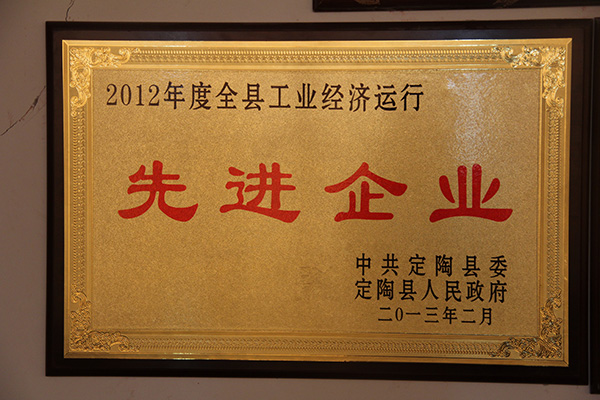 2012年度全县工业经济运行
先进企业
中共定陶县委
定陶县人民政府
二〇一三年二月